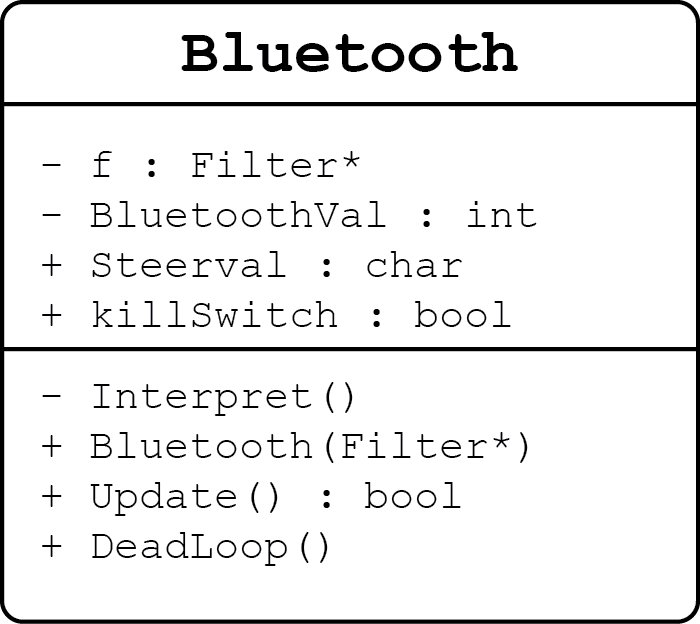 Bluetooth
- f : Filter*
- BluetoothVal : int
+ Steerval : char
+ killSwitch : bool
- Interpret()
+ Bluetooth(Filter*)
+ Update() : bool
+ DeadLoop()